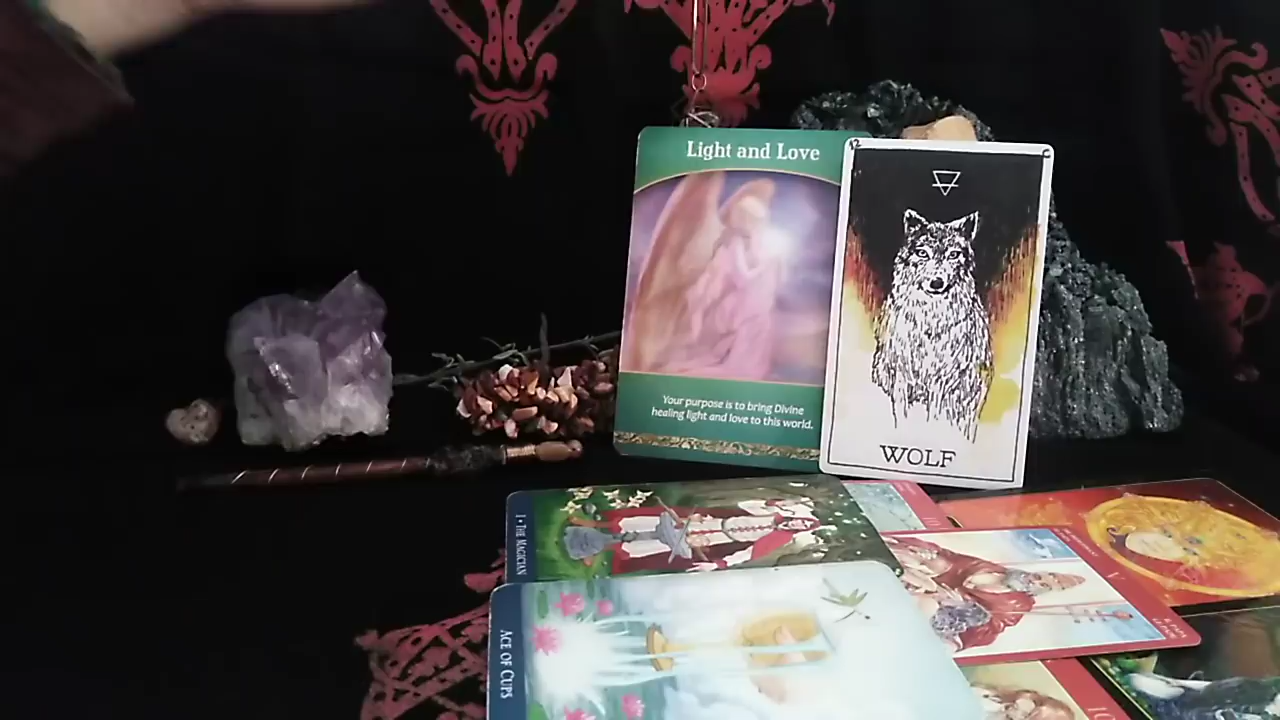 Light and Love
Your purpose is to bring Divine
healing light and love to this world.
12
WOLF
I • THE MAGICIAN
ACE OF CUPS